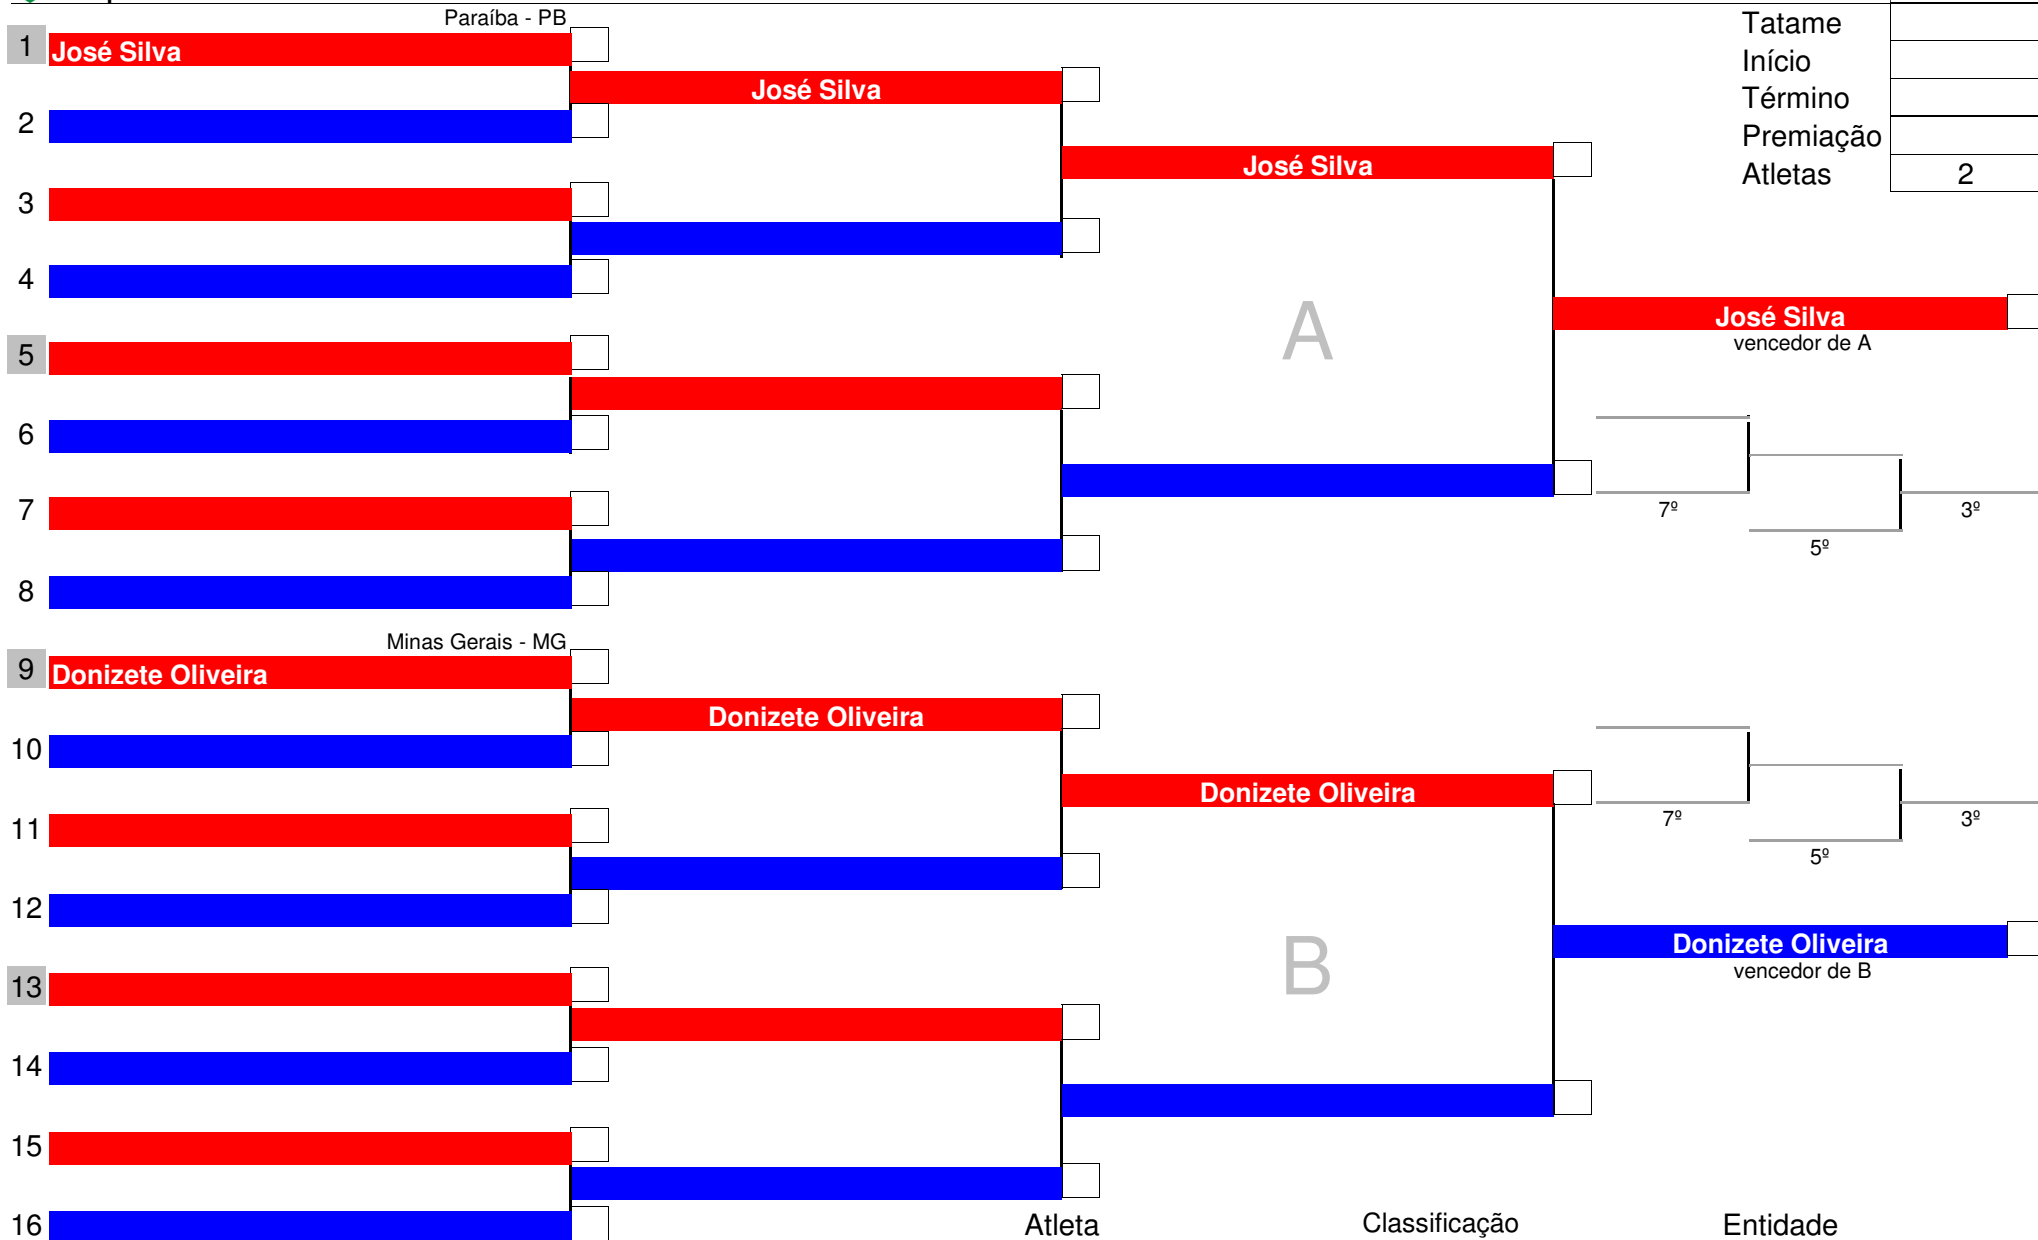 Paraíba - PB
Tatame
1 José Silva
Início
José Silva
Término
2
Premiação
José Silva
Atletas 2
3
4
A
José Silva
vencedor de A
5
6
7
7º 3º
5º
8
Minas Gerais - MG
9 Donizete Oliveira
Donizete Oliveira
10
Donizete Oliveira
7º 3º
11
5º
12
B
Donizete Oliveira
vencedor de B
13
14
15
16
Atleta Classificação Entidade